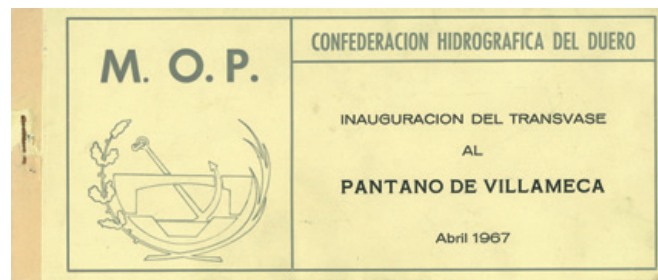 M. O. P.
CONFEDERACION HIDROGRAFICA DEL DUERO
INAUGURACION DEL TRANSVASE
AL
PANTANO DE VILLAMECA
Abril 1967